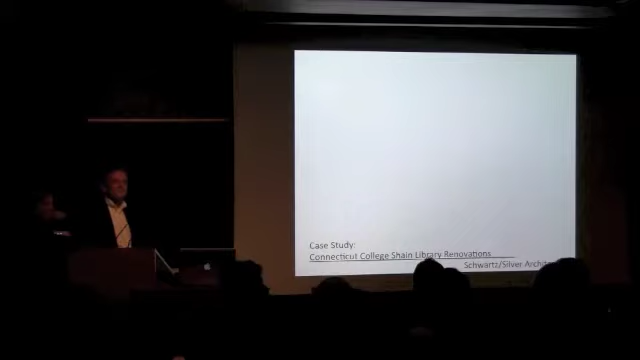 Case Study:
Connecticut College Shain Library Renovations
Schwartz/Silver